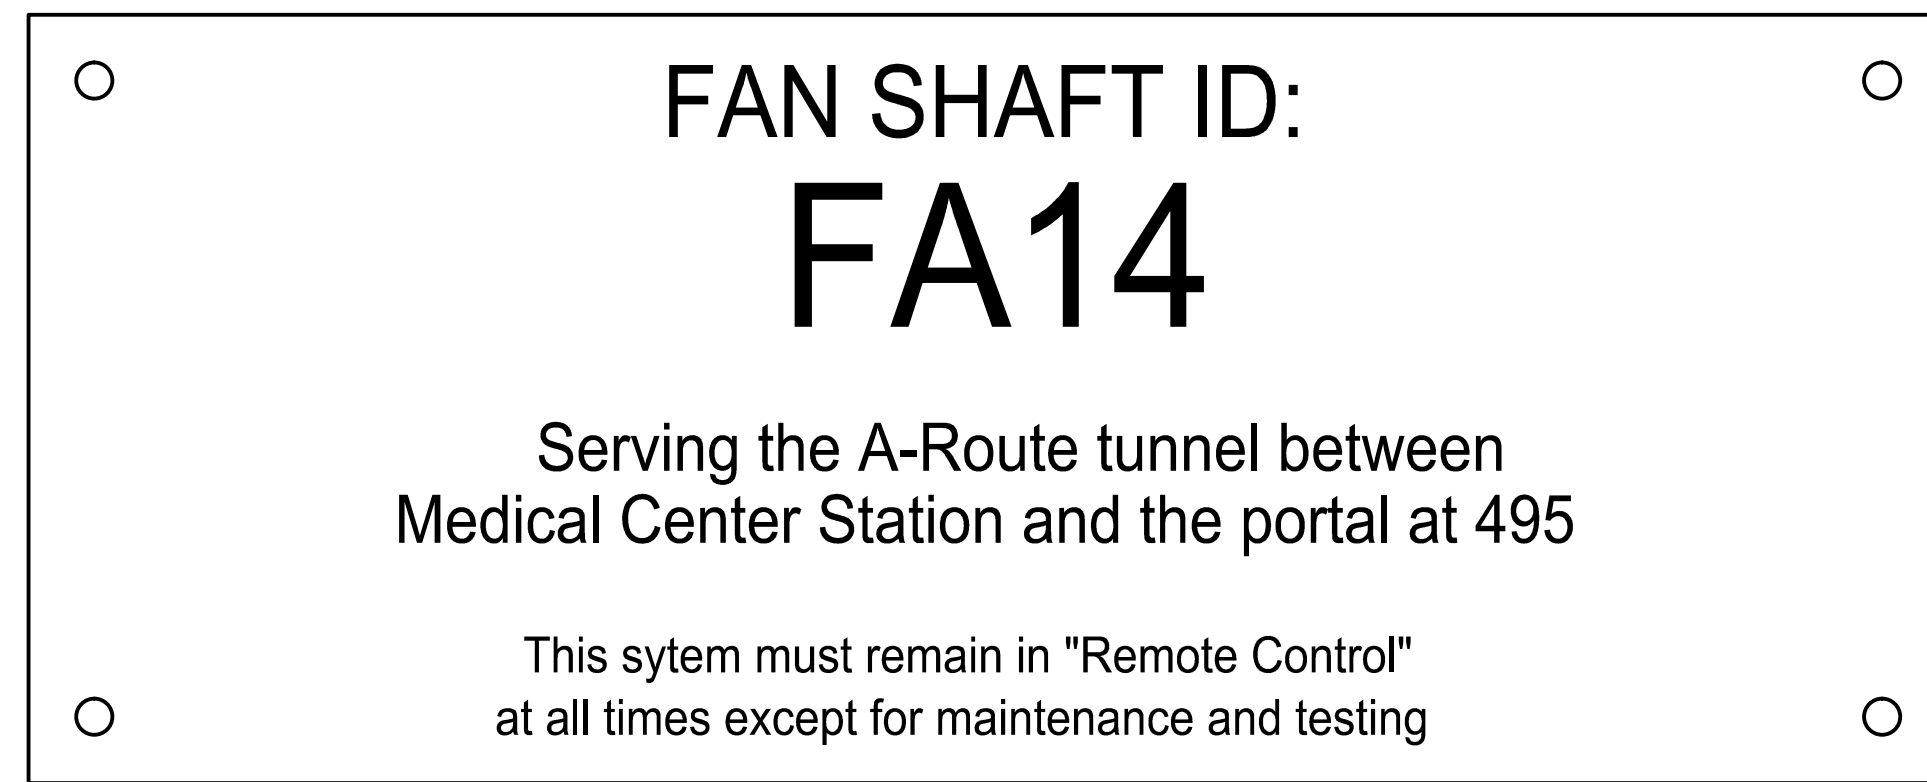 FAN SHAFT ID:
FA14
Serving the A-Route tunnel between
Medical Center Station and the portal at 495
This sytem must remain in "Remote Control"
at all times except for maintenance and testing